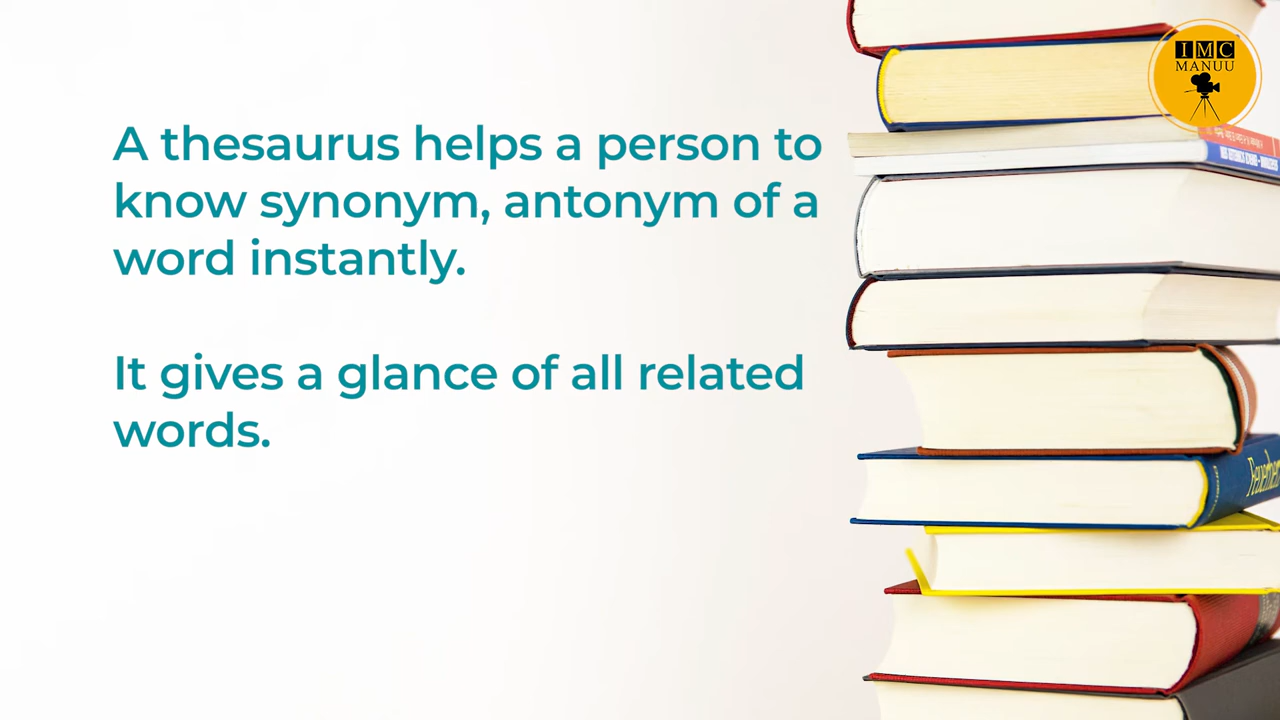 A thesaurus helps a person to
know synonym, antonym of a
word instantly.
It gives a glance of all related
words.
IMC
MANUU